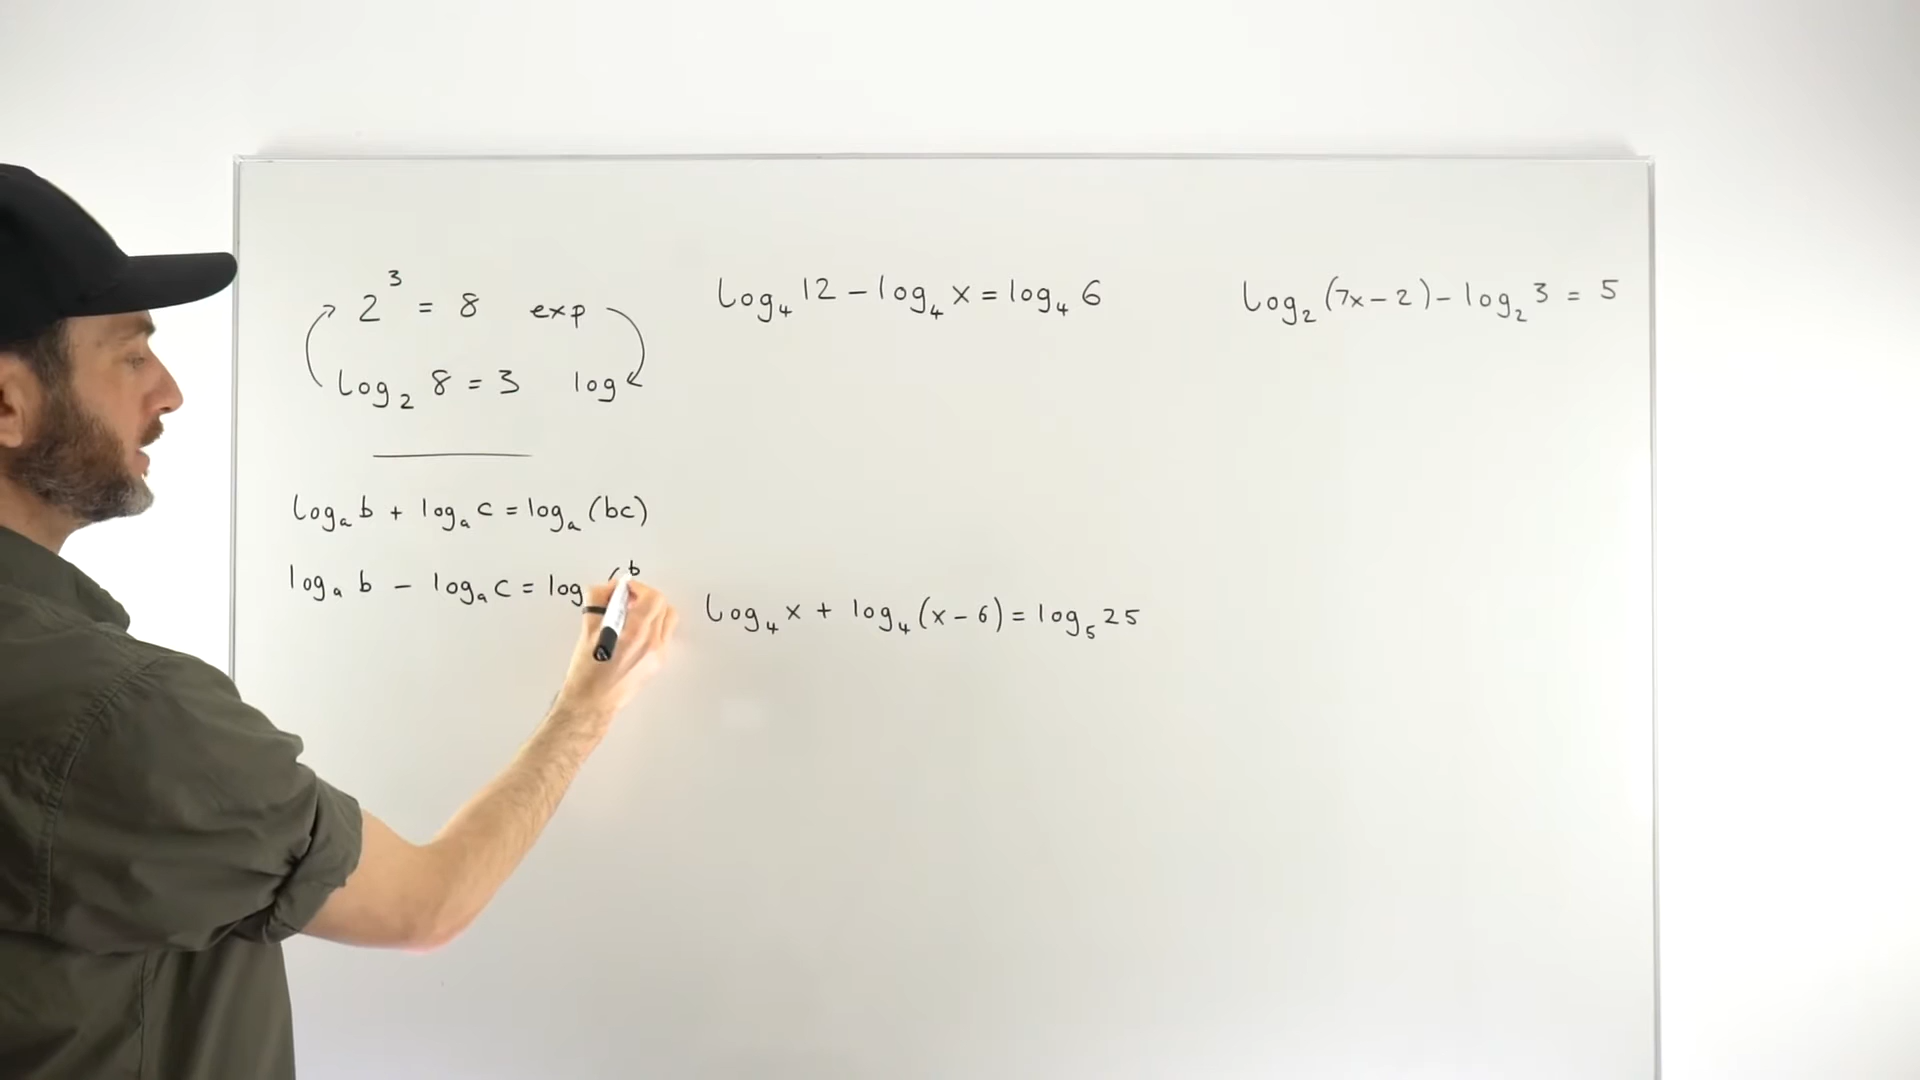 2³ = 8 exp
log₂ 8 = 3 log
logₐ b + logₐ c = logₐ (bc)
logₐ b − logₐ c = log (b
log₄ 12 − log₄ x = log₄ 6
log₄ x + log₄ (x − 6) = log₅ 25
log₂ (7x − 2) − log₂ 3 = 5